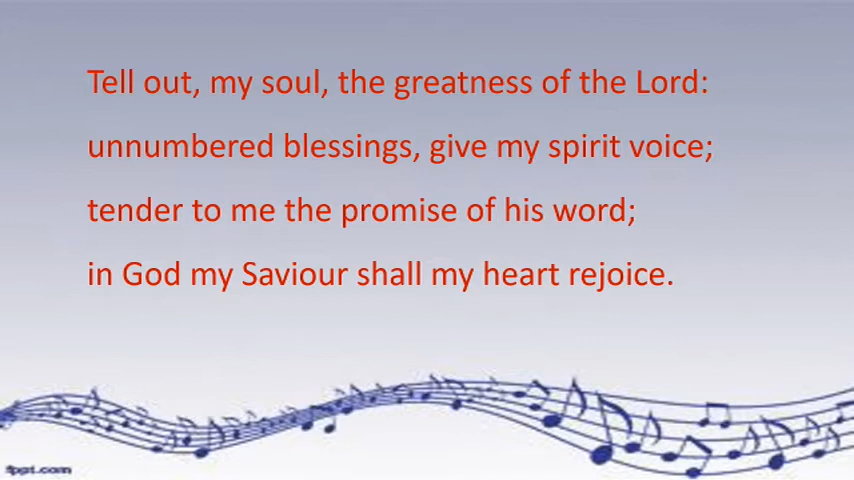 Tell out, my soul, the greatness of the Lord:
unnumbered blessings, give my spirit voice;
tender to me the promise of his word;
in God my Saviour shall my heart rejoice.
fppt.com